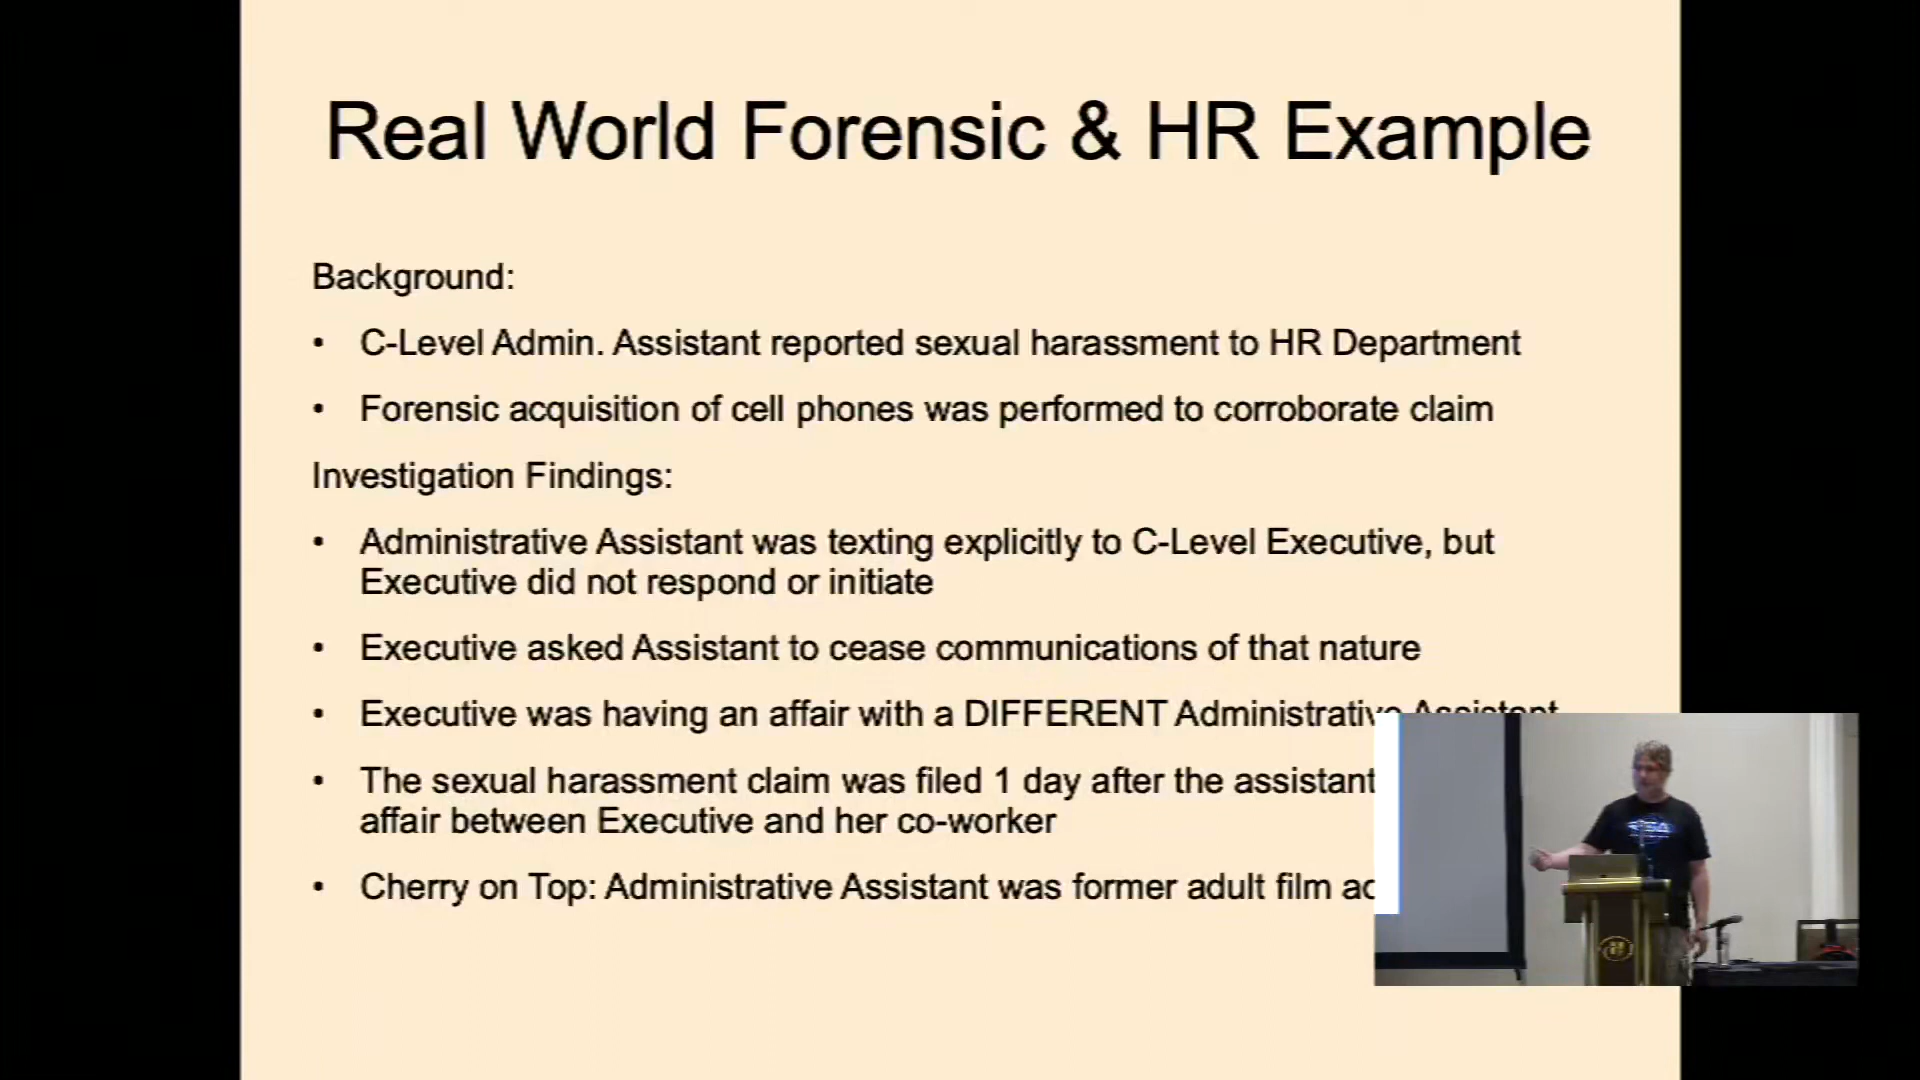 Real World Forensic & HR Example
Background:
• C-Level Admin. Assistant reported sexual harassment to HR Department
• Forensic acquisition of cell phones was performed to corroborate claim
Investigation Findings:
• Administrative Assistant was texting explicitly to C-Level Executive, but
Executive did not respond or initiate
• Executive asked Assistant to cease communications of that nature
• Executive was having an affair with a DIFFERENT Administrative Assistant
• The sexual harassment claim was filed 1 day after the assistant
affair between Executive and her co-worker
• Cherry on Top: Administrative Assistant was former adult film